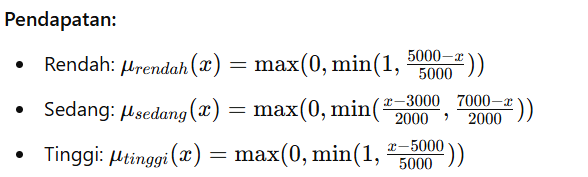 Pendapatan:
• Rendah: μ_rendah(x) = max(0, min(1, (5000−x)/5000))
• Sedang: μ_sedang(x) = max(0, min((x−3000)/2000, (7000−x)/2000))
• Tinggi: μ_tinggi(x) = max(0, min(1, (x−5000)/5000))